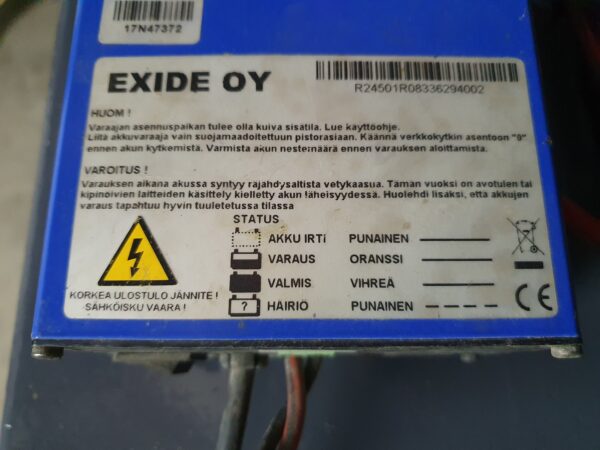 17N47372
EXIDE OY
R24501R08336294002
HUOM !
Varaajan asennuspaikan tulee olla kuiva sisätila. Lue käyttöohje.
Liitä akkuvaraaja vain suojamaadoitettuun pistorasiaan. Käännä verkkokytkin asentoon "0"
ennen akun kytkemistä. Varmista akun nestemäärä ennen varauksen aloittamista.
VAROITUS !
Varauksen aikana akussa syntyy räjähdysaltista vetykaasua. Tämän vuoksi on avotulen tai
kipinöivien laitteiden käsittely kielletty akun läheisyydessä. Huolehdi lisäksi, että akkujen
varaus tapahtuu hyvin tuuletetussa tilassa
STATUS
AKKU IRTI PUNAINEN
VARAUS ORANSSI
VALMIS VIHREÄ
? HÄIRIÖ PUNAINEN
KORKEA ULOSTULO JÄNNITE !
SÄHKÖISKU VAARA !
CE